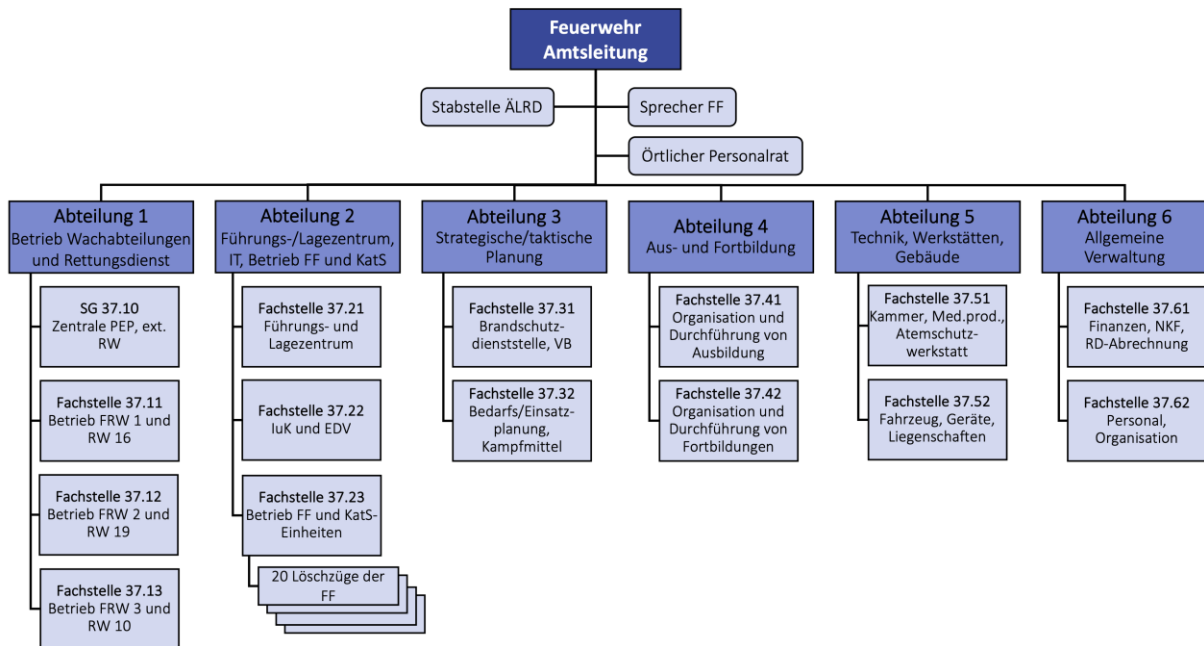 Feuerwehr
Amtsleitung
Stabstelle ÄLRD
Sprecher FF
Örtlicher Personalrat
Abteilung 1
Betrieb Wachabteilungen
und Rettungsdienst
SG 37.10
Zentrale PEP, ext.
RW
Fachstelle 37.11
Betrieb FRW 1 und
RW 16
Fachstelle 37.12
Betrieb FRW 2 und
RW 19
Fachstelle 37.13
Betrieb FRW 3 und
RW 10
Abteilung 2
Führungs-/Lagezentrum,
IT, Betrieb FF und KatS
Fachstelle 37.21
Führungs- und
Lagezentrum
Fachstelle 37.22
IuK und EDV
Fachstelle 37.23
Betrieb FF und KatS-
Einheiten
20 Löschzüge der
FF
Abteilung 3
Strategische/taktische
Planung
Fachstelle 37.31
Brandschutz-
dienststelle, VB
Fachstelle 37.32
Bedarfs/Einsatz-
planung,
Kampfmittel
Abteilung 4
Aus- und Fortbildung
Fachstelle 37.41
Organisation und
Durchführung von
Ausbildung
Fachstelle 37.42
Organisation und
Durchführung von
Fortbildungen
Abteilung 5
Technik, Werkstätten,
Gebäude
Fachstelle 37.51
Kammer, Med.prod.,
Atemschutz-
werkstatt
Fachstelle 37.52
Fahrzeug, Geräte,
Liegenschaften
Abteilung 6
Allgemeine
Verwaltung
Fachstelle 37.61
Finanzen, NKF,
RD-Abrechnung
Fachstelle 37.62
Personal,
Organisation